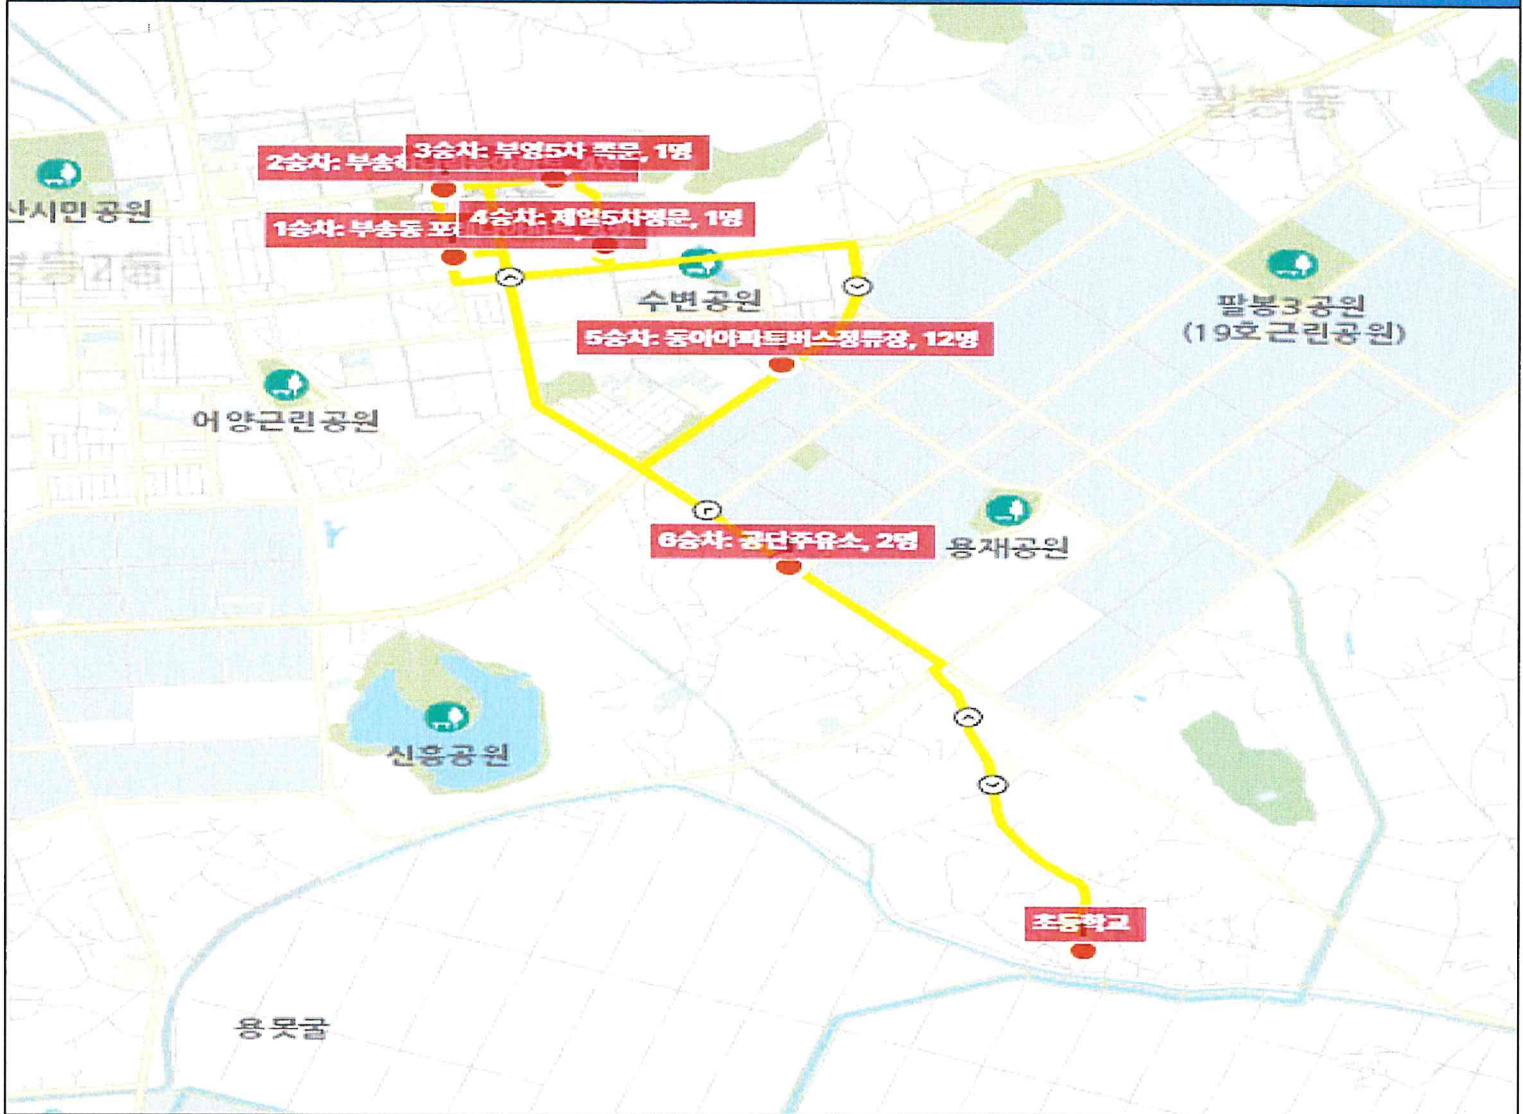 팔봉동
3승차: 부영5차 쪽문, 1명
2승차: 부송
산시민공원
4승차: 제일5차정문, 1명
1승차: 부송동
등2동
수변공원
팔봉3공원
(19호근린공원)
5승차: 동아아파트버스정류장, 12명
어양근린공원
6승차: 공단주유소, 2명
용재공원
신흥공원
초등학교
용못굴